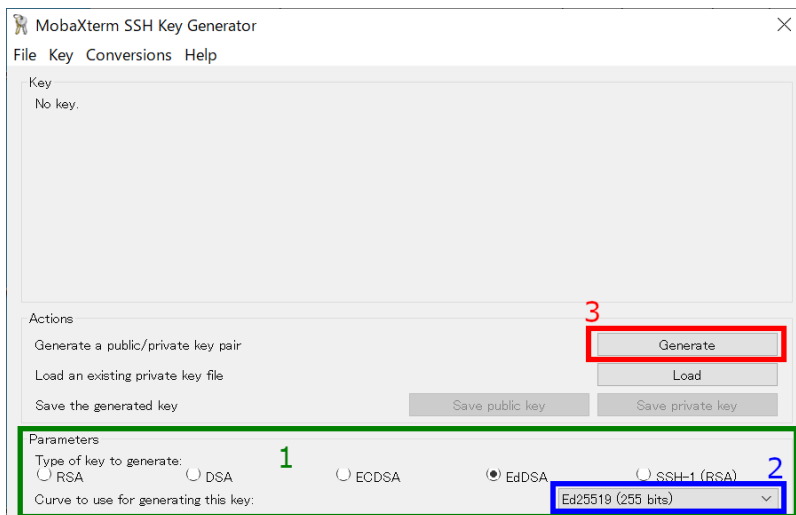 MobaXterm SSH Key Generator
File Key Conversions Help
Key
No key.
Actions
3
Generate a public/private key pair Generate
Load an existing private key file Load
Save the generated key Save public key Save private key
Parameters
Type of key to generate: 1
RSA DSA ECDSA EdDSA SSH-1 (RSA) 2
Curve to use for generating this key: Ed25519 (255 bits)